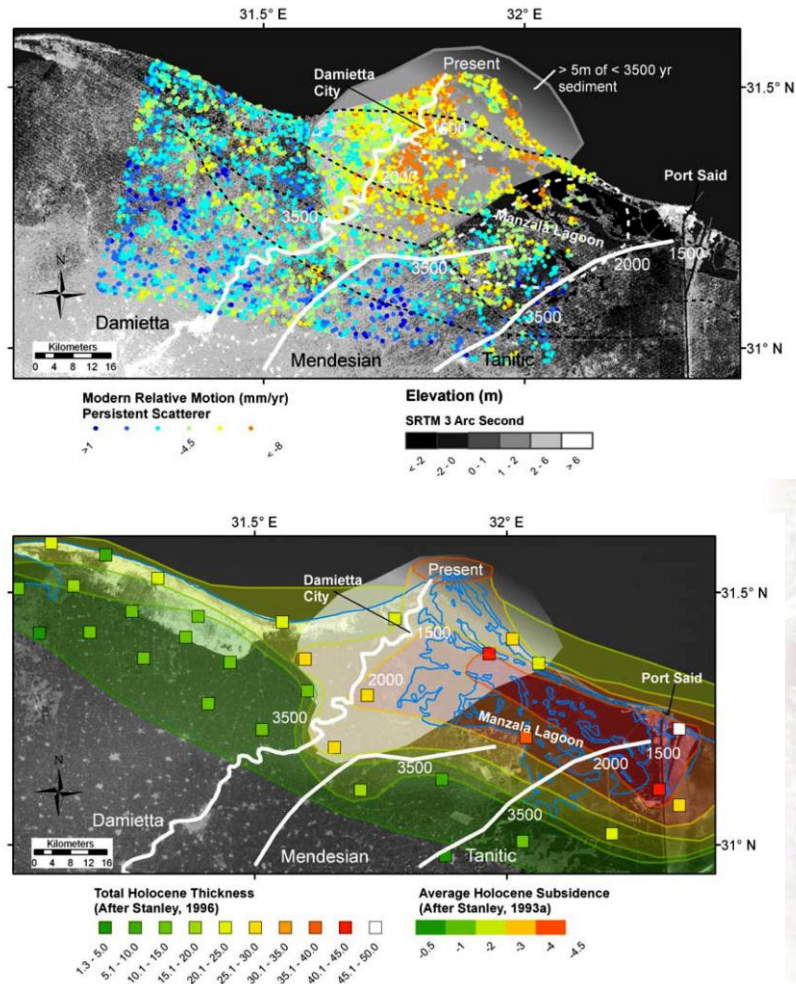 31.5° E
32° E
Present
Damietta
City
> 5m of < 3500 yr
sediment
31.5° N
1500
2000
Port Said
3500
Manzala Lagoon
3500
2000
1500
N
3500
Damietta
Kilometers
0 4 8 12 16
Mendesian
Tanitic
31° N
Modern Relative Motion (mm/yr)
Persistent Scatterer
>1
-4.5
<-8
Elevation (m)
SRTM 3 Arc Second
< -2
-2 - 0
0 - 1
1 - 2
2 - 6
> 6
31.5° E
32° E
Present
Damietta
City
31.5° N
1500
2000
Port Said
3500
Manzala Lagoon
1500
2000
3500
3500
N
Damietta
Kilometers
0 4 8 12 16
Mendesian
Tanitic
31° N
Total Holocene Thickness
(After Stanley, 1996)
1.3 - 5.0
5.1 - 10.0
10.1 - 15.0
15.1 - 20.0
20.1 - 25.0
25.1 - 30.0
30.1 - 35.0
35.1 - 40.0
40.1 - 45.0
45.1 - 50.0
Average Holocene Subsidence
(After Stanley, 1993a)
-0.5
-1
-2
-3
-4
-4.5